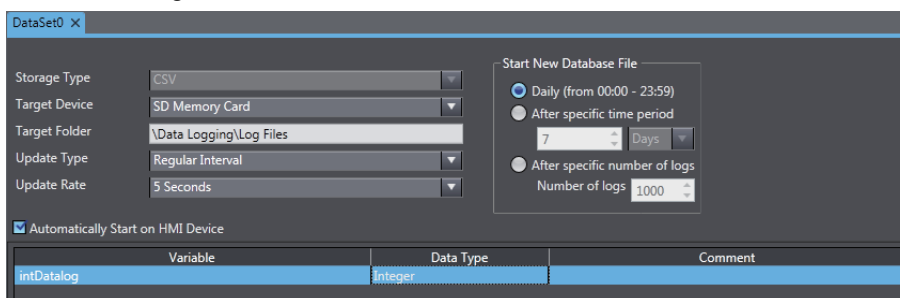 DataSet0 ×
Storage Type CSV
Target Device SD Memory Card
Target Folder \Data Logging\Log Files
Update Type Regular Interval
Update Rate 5 Seconds
Start New Database File
Daily (from 00:00 - 23:59)
After specific time period
7 Days
After specific number of logs
Number of logs 1000
Automatically Start on HMI Device
Variable Data Type Comment
intDatalog Integer